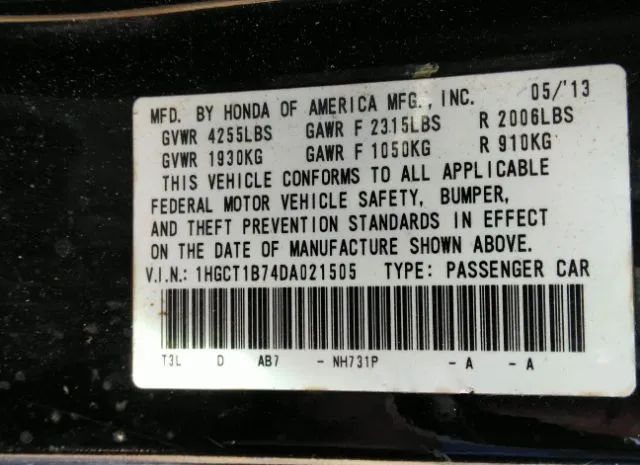 MFD. BY HONDA OF AMERICA MFG., INC. 05/'13
GVWR 4255LBS GAWR F 2315LBS R 2006LBS
GVWR 1930KG GAWR F 1050KG R 910KG
THIS VEHICLE CONFORMS TO ALL APPLICABLE
FEDERAL MOTOR VEHICLE SAFETY, BUMPER,
AND THEFT PREVENTION STANDARDS IN EFFECT
ON THE DATE OF MANUFACTURE SHOWN ABOVE.
V.I.N.: 1HGCT1B74DA021505 TYPE: PASSENGER CAR
T3L D AB7 - NH731P - A - A